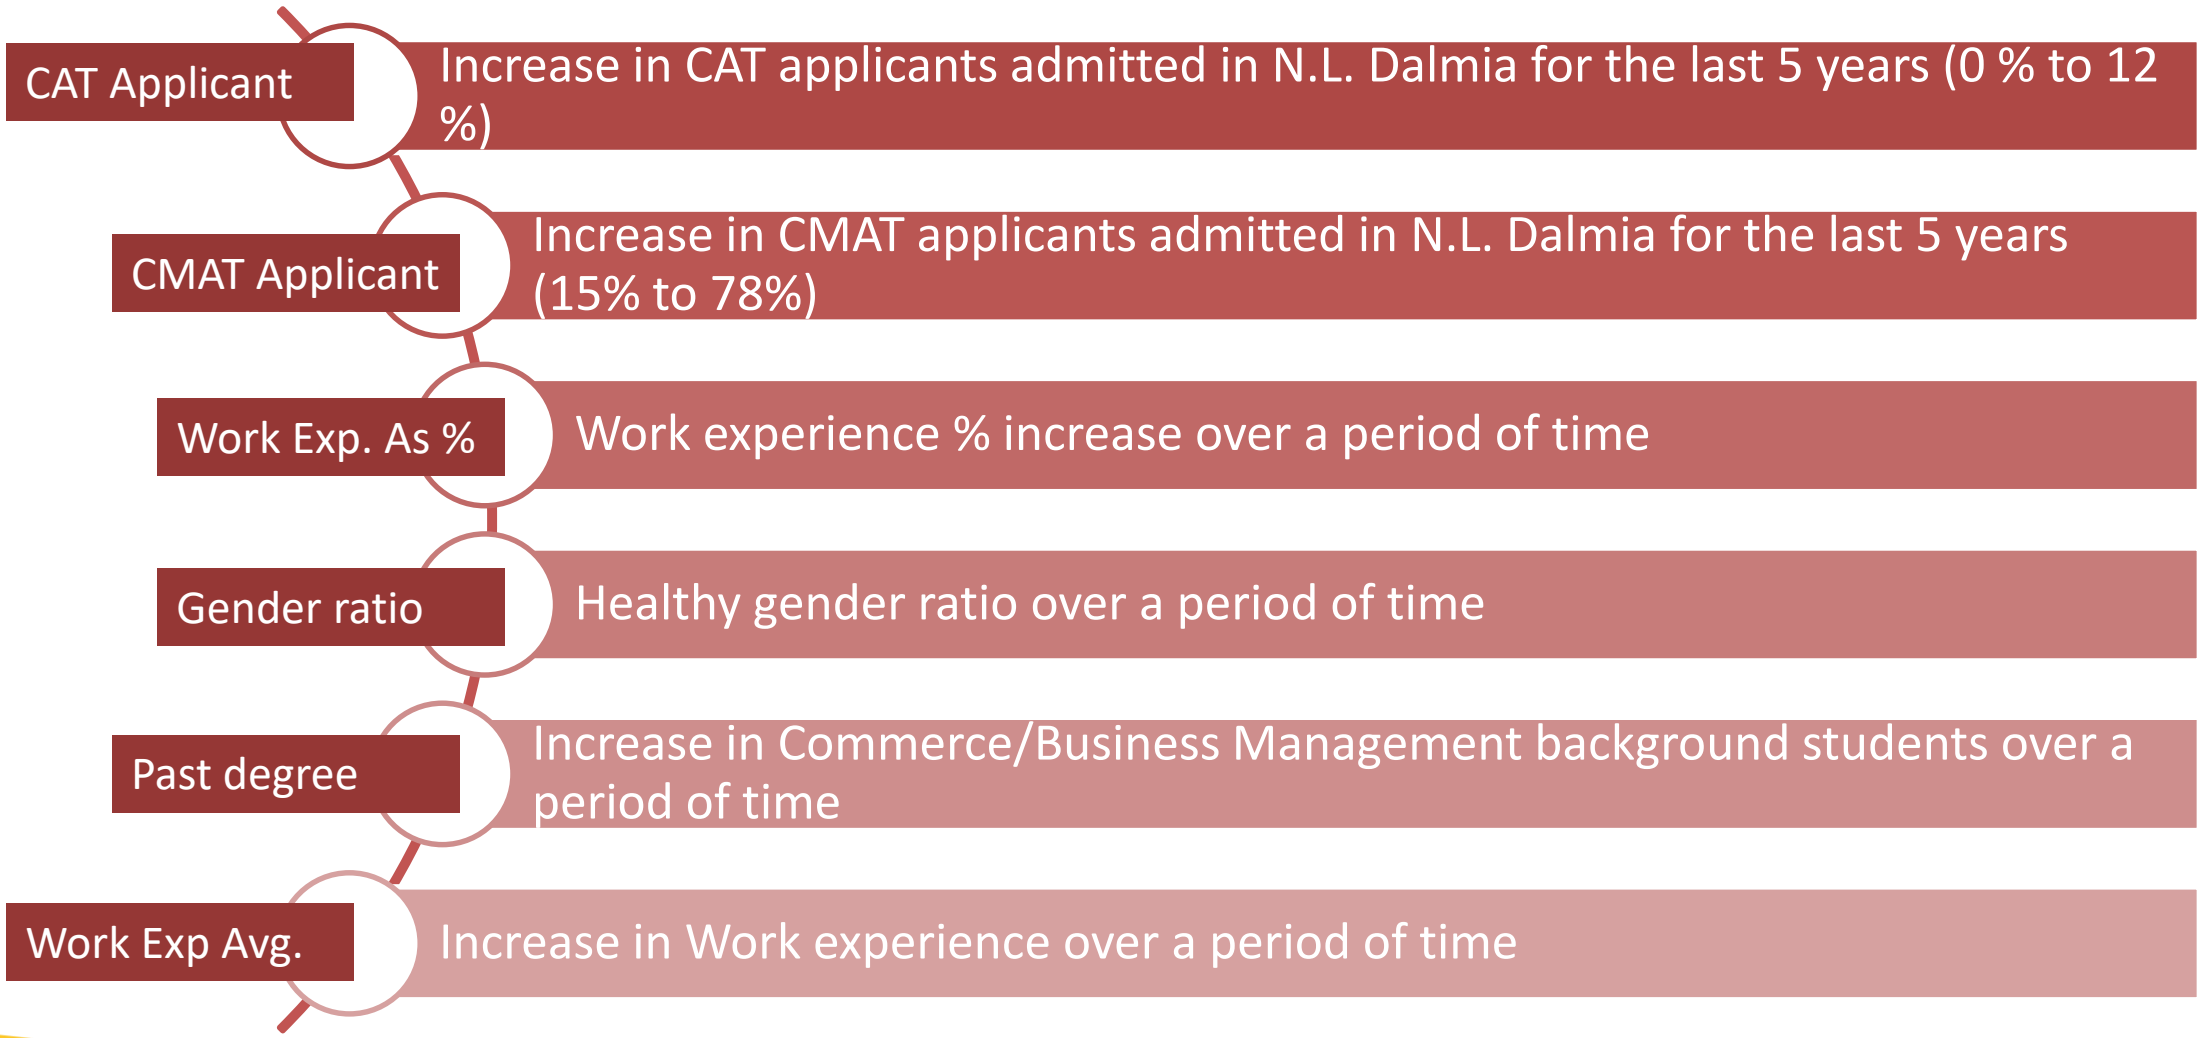 CAT Applicant
Increase in CAT applicants admitted in N.L. Dalmia for the last 5 years (0 % to 12
%)
CMAT Applicant
Increase in CMAT applicants admitted in N.L. Dalmia for the last 5 years
(15% to 78%)
Work Exp. As %
Work experience % increase over a period of time
Gender ratio
Healthy gender ratio over a period of time
Past degree
Increase in Commerce/Business Management background students over a
period of time
Work Exp Avg.
Increase in Work experience over a period of time